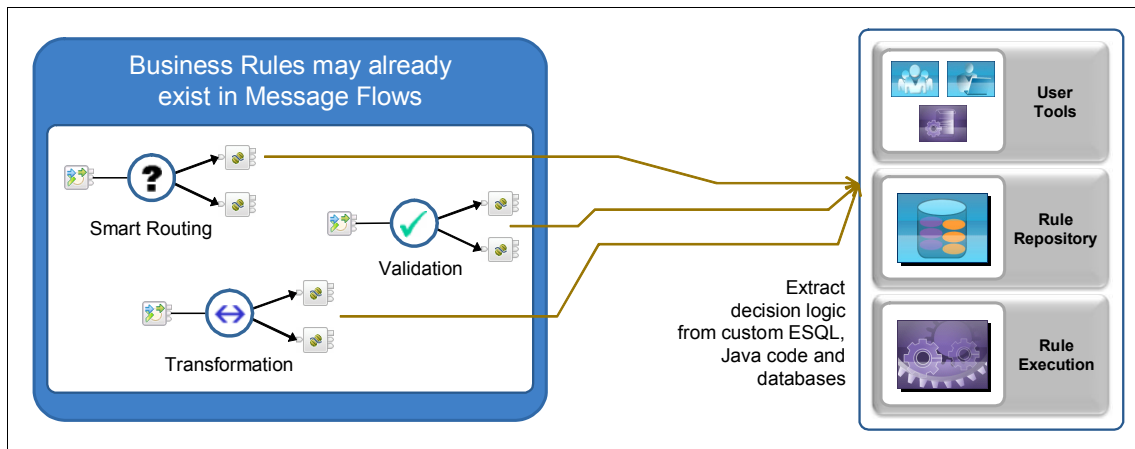 Business Rules may already
exist in Message Flows
?
Smart Routing
Validation
Transformation
Extract
decision logic
from custom ESQL,
Java code and
databases
User
Tools
Rule
Repository
Rule
Execution